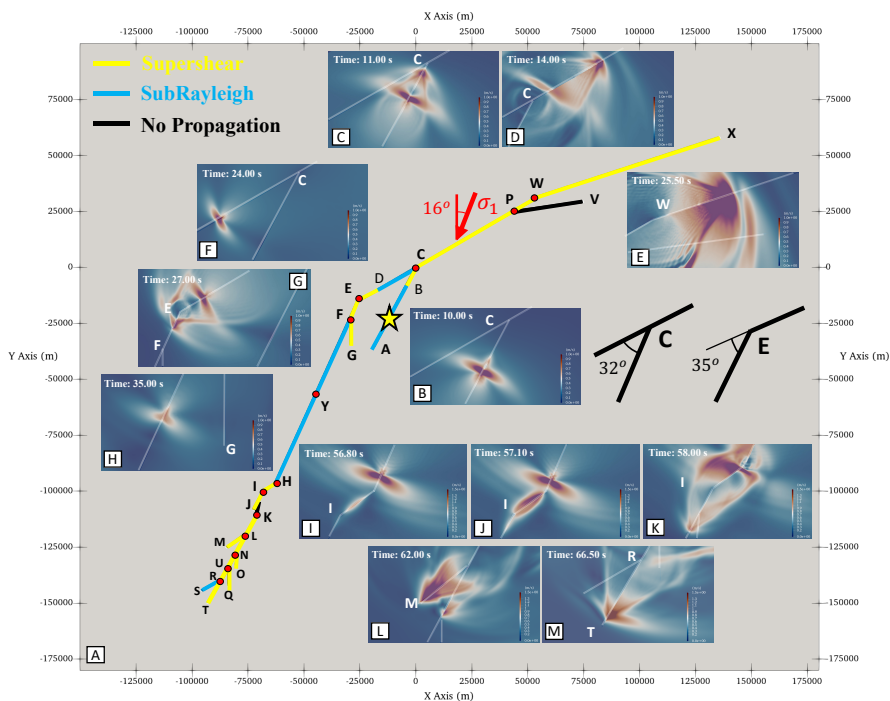 X Axis (m)
-125000 -100000 -75000 -50000 -25000 0 25000 50000 75000 100000 125000 150000 175000
Supershear
SubRayleigh
No Propagation
75000
50000
25000
0
-25000
-50000
-75000
-100000
-125000
-150000
-175000
Y Axis (m)
75000
50000
25000
0
-25000
-50000
-75000
-100000
-125000
-150000
-175000
Y Axis (m)
Time: 11.00 s
C
C
Time: 14.00 s
C
D
Time: 24.00 s
C
F
Time: 25.50 s
W
E
Time: 27.00 s
G
E
F
G
Time: 10.00 s
C
B
Time: 35.00 s
G
H
Time: 56.80 s
I
I
Time: 57.10 s
I
J
Time: 58.00 s
I
K
Time: 62.00 s
M
L
Time: 66.50 s
R
T
M
16o
σ1
X
W
P
V
C
D
B
E
F
G
A
Y
H
I
J
K
L
M
N
O
U
R
Q
S
T
32o
C
35o
E
A
-125000 -100000 -75000 -50000 -25000 0 25000 50000 75000 100000 125000 150000 175000
X Axis (m)